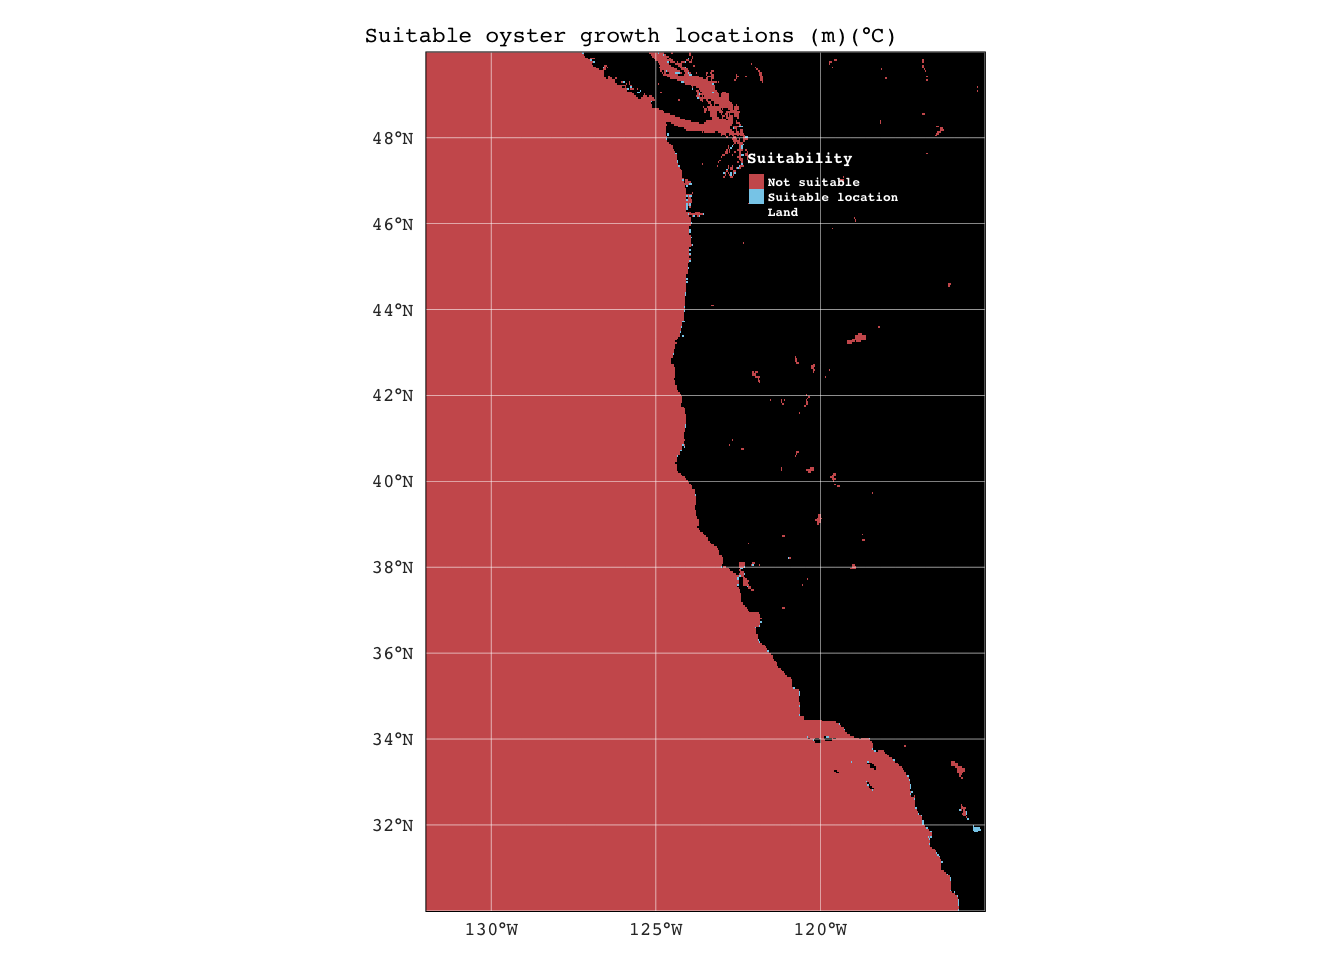 Suitable oyster growth locations (m)(°C)
48°N
Suitability
Not suitable
Suitable location
Land
46°N
44°N
42°N
40°N
38°N
36°N
34°N
32°N
130°W 125°W 120°W